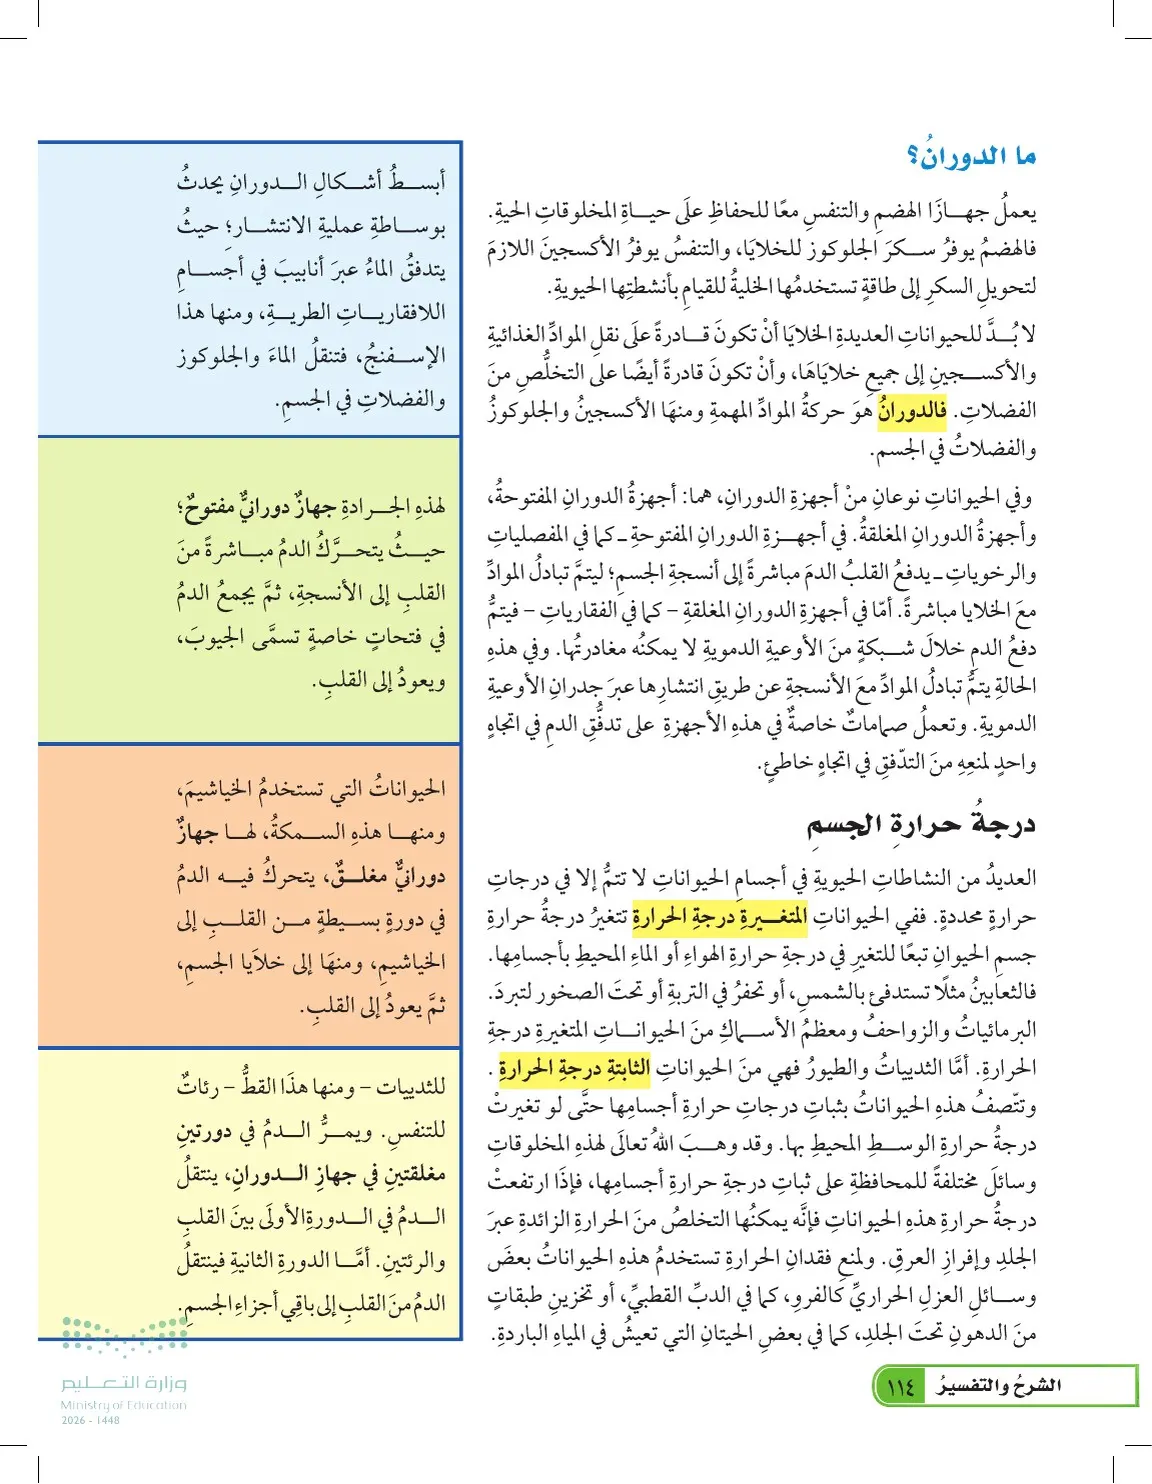 ما الدورانُ؟
يعملُ جهازَا الهضمِ والتنفسِ معًا للحفاظِ علَى حياةِ المخلوقاتِ الحيةِ.
فالهضمُ يوفرُ سكرَ الجلوكوز للخلايَا، والتنفسُ يوفرُ الأكسجينَ اللازمَ
لتحويلِ السكرِ إلى طاقةٍ تستخدمُها الخليةُ للقيامِ بأنشطتِها الحيويةِ.
لا بُدَّ للحيواناتِ العديدةِ الخلايَا أنْ تكونَ قادرةً علَى نقلِ الموادِّ الغذائيةِ
والأكسجينِ إلى جميعِ خلايَاهَا، وأنْ تكونَ قادرةً أيضًا على التخلُّصِ منَ
الفضلاتِ. فالدورانُ هوَ حركةُ الموادِّ المهمةِ ومنهَا الأكسجينُ والجلوكوزُ
والفضلاتُ في الجسم.
وفي الحيواناتِ نوعانِ منْ أجهزةِ الدورانِ، هما: أجهزةُ الدورانِ المفتوحةُ،
وأجهزةُ الدورانِ المغلقةُ. في أجهزةِ الدورانِ المفتوحةِ ـ كما في المفصلياتِ
والرخوياتِ ـ يدفعُ القلبُ الدمَ مباشرةً إلى أنسجةِ الجسمِ؛ ليتمَّ تبادلُ الموادِّ
معَ الخلايا مباشرةً. أمّا في أجهزةِ الدورانِ المغلقةِ - كما في الفقارياتِ - فيتمُّ
دفعُ الدمِ خلالَ شبكةٍ منَ الأوعيةِ الدمويةِ لا يمكنُه مغادرتُها. وفي هذهِ
الحالةِ يتمُّ تبادلُ الموادِّ معَ الأنسجةِ عن طريقِ انتشارِها عبرَ جدرانِ الأوعيةِ
الدمويةِ. وتعملُ صماماتٌ خاصةٌ في هذهِ الأجهزةِ على تدفُّقِ الدمِ في اتجاهٍ
واحدٍ لمنعِهِ منَ التدّفقِ في اتجاهٍ خاطئٍ.
درجةُ حرارةِ الجسمِ
العديدُ من النشاطاتِ الحيويةِ في أجسامِ الحيواناتِ لا تتمُّ إلا في درجاتِ
حرارةٍ محددةٍ. ففي الحيواناتِ المتغيرةِ درجةِ الحرارةِ تتغيرُ درجةُ حرارةِ
جسمِ الحيوانِ تبعًا للتغيرِ في درجةِ حرارةِ الهواءِ أو الماءِ المحيطِ بأجسامِها.
فالثعابينُ مثلًا تستدفئ بالشمسِ، أو تحفرُ في التربةِ أو تحتَ الصخورِ لتبردَ.
البرمائياتُ والزواحفُ ومعظمُ الأسماكِ منَ الحيواناتِ المتغيرةِ درجةِ
الحرارةِ. أمَّا الثديياتُ والطيورُ فهي منَ الحيواناتِ الثابتةِ درجةِ الحرارةِ .
وتتّصفُ هذهِ الحيواناتُ بثباتِ درجاتِ حرارةِ أجسامِها حتَّى لو تغيرتْ
درجةُ حرارةِ الوسطِ المحيطِ بها. وقد وهبَ اللهُ تعالَى لهذهِ المخلوقاتِ
وسائلَ مختلفةً للمحافظةِ على ثباتِ درجةِ حرارةِ أجسامِها، فإذَا ارتفعتْ
درجةُ حرارةِ هذهِ الحيواناتِ فإنَّه يمكنُها التخلصُ منَ الحرارةِ الزائدةِ عبرَ
الجلدِ وإفرازِ العرقِ. ولمنعِ فقدانِ الحرارةِ تستخدمُ هذهِ الحيواناتُ بعضَ
وسائلِ العزلِ الحراريِّ كَالفروِ، كما في الدبِّ القطبيِّ، أو تخزينِ طبقاتٍ
منَ الدهونِ تحتَ الجلدِ، كما في بعضِ الحيتانِ التي تعيشُ في المياهِ الباردةِ.
أبسطُ أشكالِ الدورانِ يحدثُ
بوساطةِ عمليةِ الانتشارِ؛ حيثُ
يتدفقُ الماءُ عبرَ أنابيبَ في أجسامِ
اللافقارياتِ الطريةِ، ومنها هذا
الإسفنجُ، فتنقلُ الماءَ والجلوكوز
والفضلاتِ في الجسمِ.
لهذهِ الجرادةِ جهازٌ دورانيٌّ مفتوحٌ؛
حيثُ يتحرَّكُ الدمُ مباشرةً منَ
القلبِ إلى الأنسجةِ، ثمَّ يجمعُ الدمُ
في فتحاتٍ خاصةٍ تسمَّى الجيوبَ،
ويعودُ إلى القلبِ.
الحيواناتُ التي تستخدمُ الخياشيمَ،
ومنها هذهِ السمكةُ، لها جهازٌ
دورانيٌّ مغلقٌ، يتحركُ فيه الدمُ
في دورةٍ بسيطةٍ من القلبِ إلى
الخياشيمِ، ومنهَا إلى خلاَيا الجسمِ،
ثمَّ يعودُ إلى القلبِ.
للثدييات - ومنها هذَا القطُّ - رئاتٌ
للتنفسِ. ويمرُّ الدمُ في دورتينِ
مغلقتينِ في جهازِ الدورانِ، ينتقلُ
الدمُ في الدورةِ الأولَى بينَ القلبِ
والرئتينِ. أمَّا الدورةِ الثانيةِ فينتقلُ
الدمُ منَ القلبِ إلى باقِي أجزاءِ الجسمِ.
وزارة التعليم
Ministry of Education
2026 - 1448
الشرحُ والتفسيرُ ١١٤